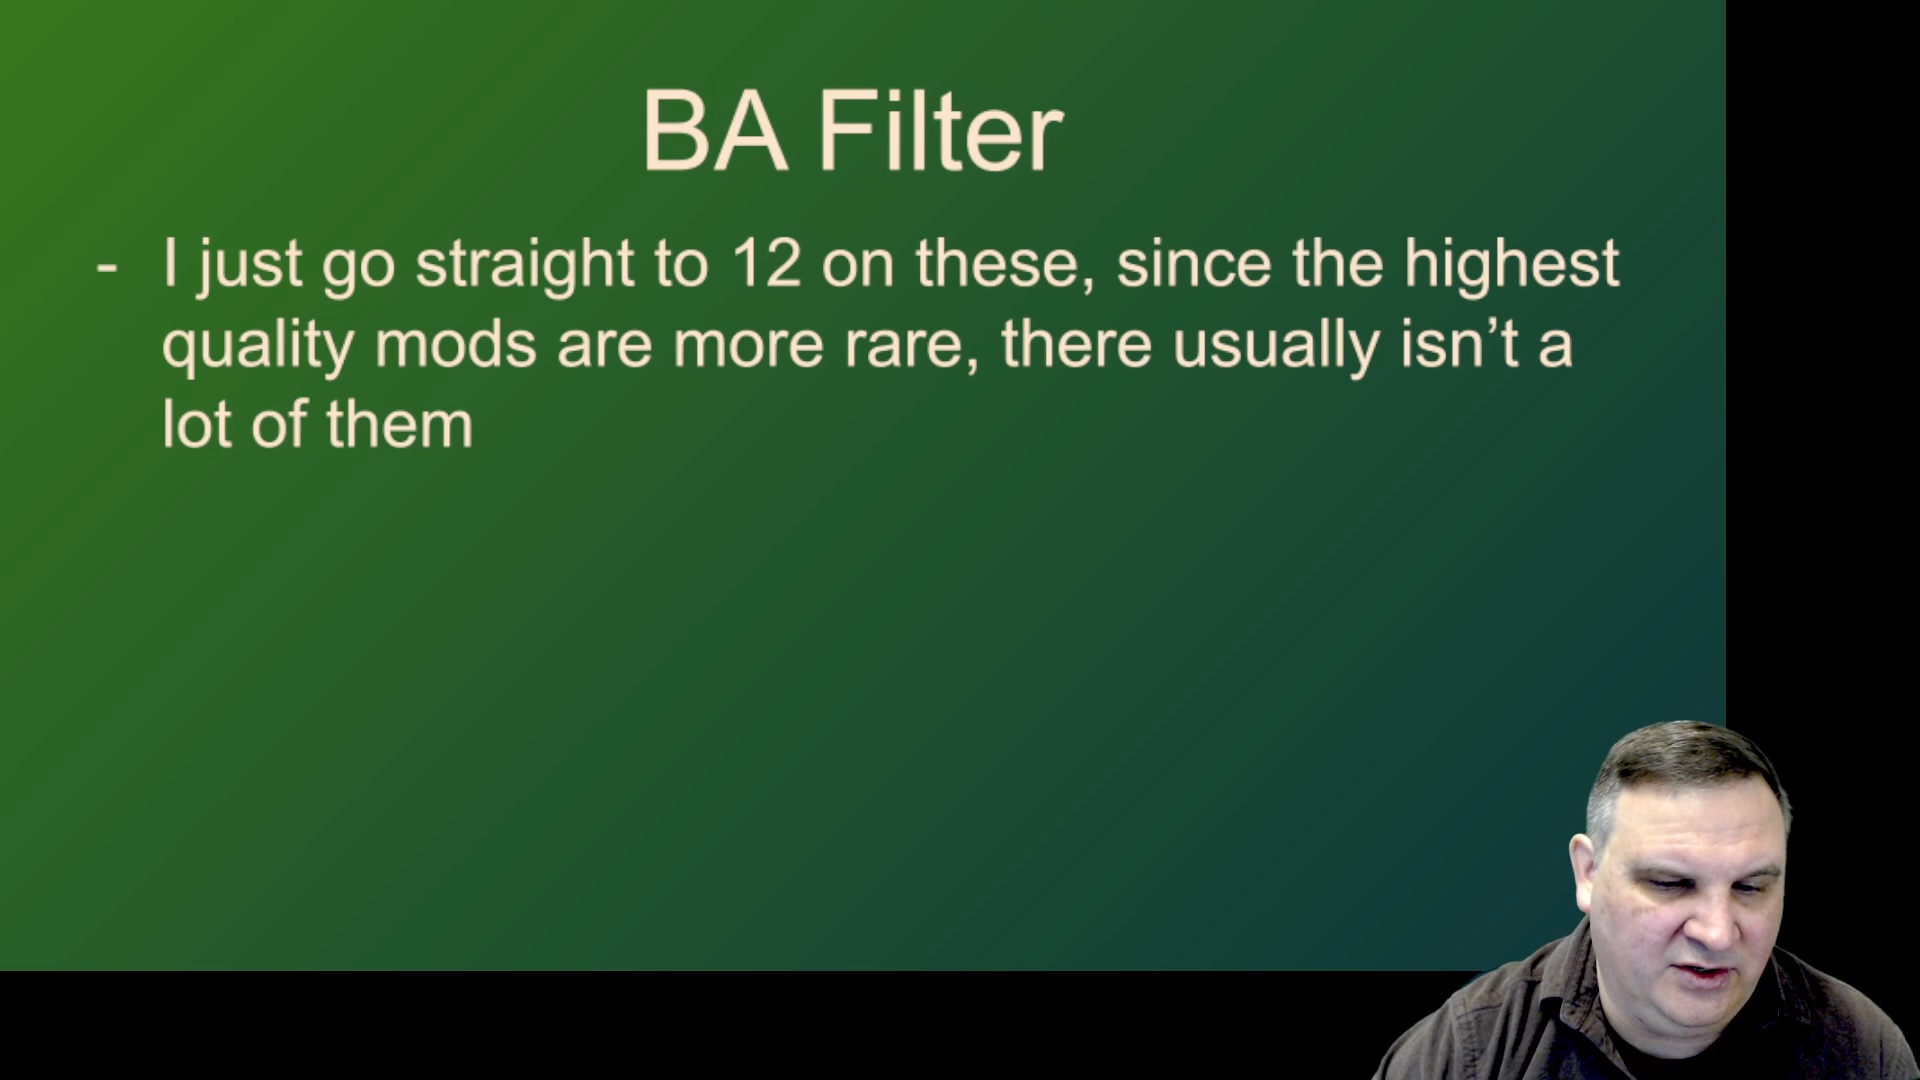 BA Filter
- I just go straight to 12 on these, since the highest
quality mods are more rare, there usually isn’t a
lot of them